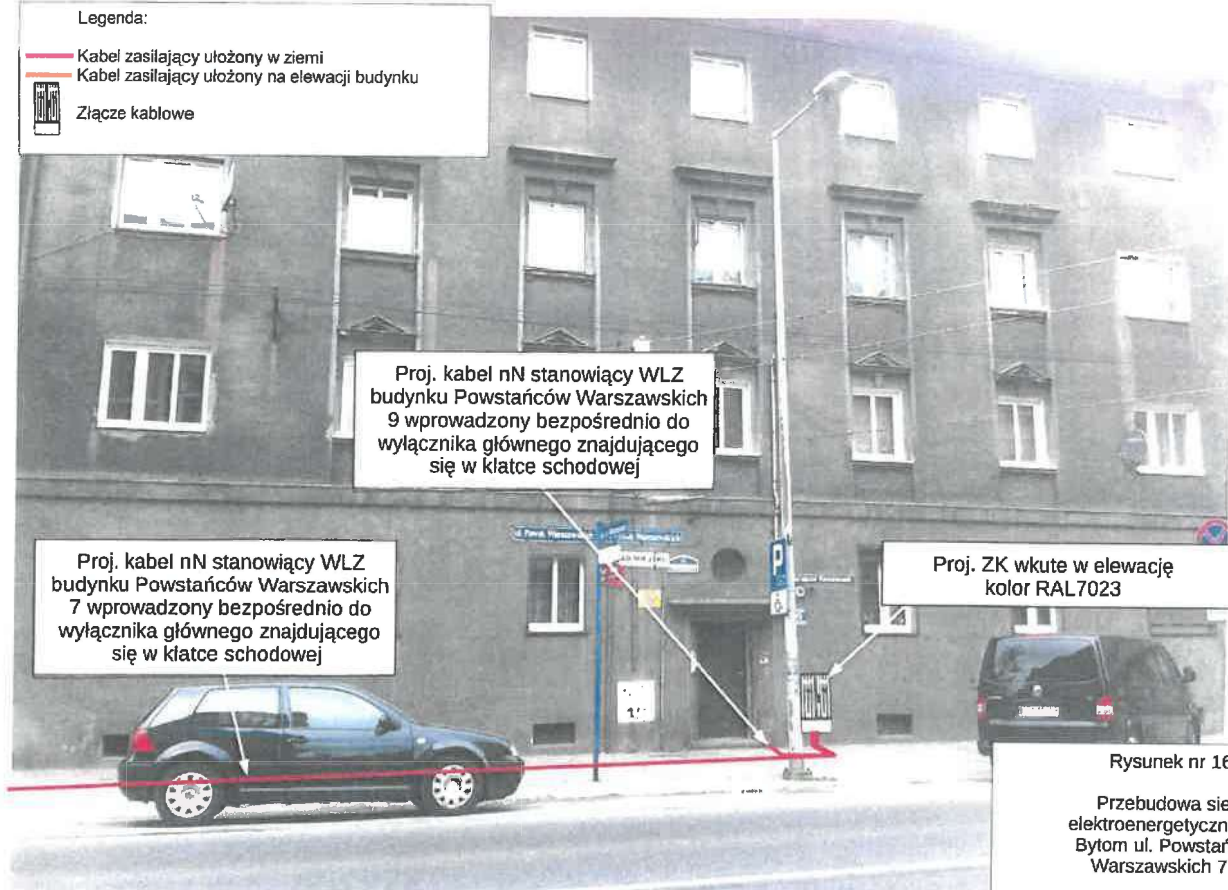 Legenda:
Kabel zasilający ułożony w ziemi
Kabel zasilający ułożony na elewacji budynku
Złącze kablowe
Proj. kabel nN stanowiący WLZ
budynku Powstańców Warszawskich
9 wprowadzony bezpośrednio do
wyłącznika głównego znajdującego
się w klatce schodowej
Proj. kabel nN stanowiący WLZ
budynku Powstańców Warszawskich
7 wprowadzony bezpośrednio do
wyłącznika głównego znajdującego
się w klatce schodowej
Proj. ZK wkute w elewację
kolor RAL7023
P
Rysunek nr 16
Przebudowa sie
elektroenergetyczn
Bytom ul. Powstań
Warszawskich 7